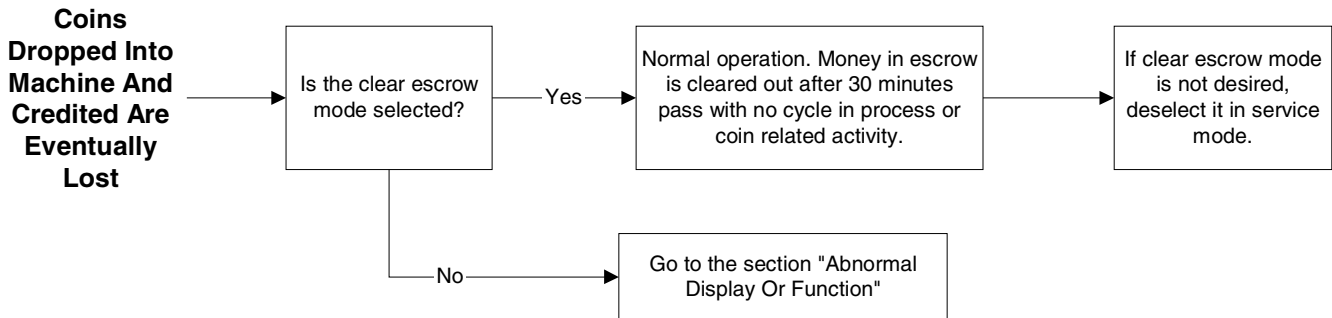 Coins
Dropped Into
Machine And
Credited Are
Eventually
Lost
Is the clear escrow
mode selected?
Yes
Normal operation. Money in escrow
is cleared out after 30 minutes
pass with no cycle in process or
coin related activity.
If clear escrow mode
is not desired,
deselect it in service
mode.
No
Go to the section "Abnormal
Display Or Function"